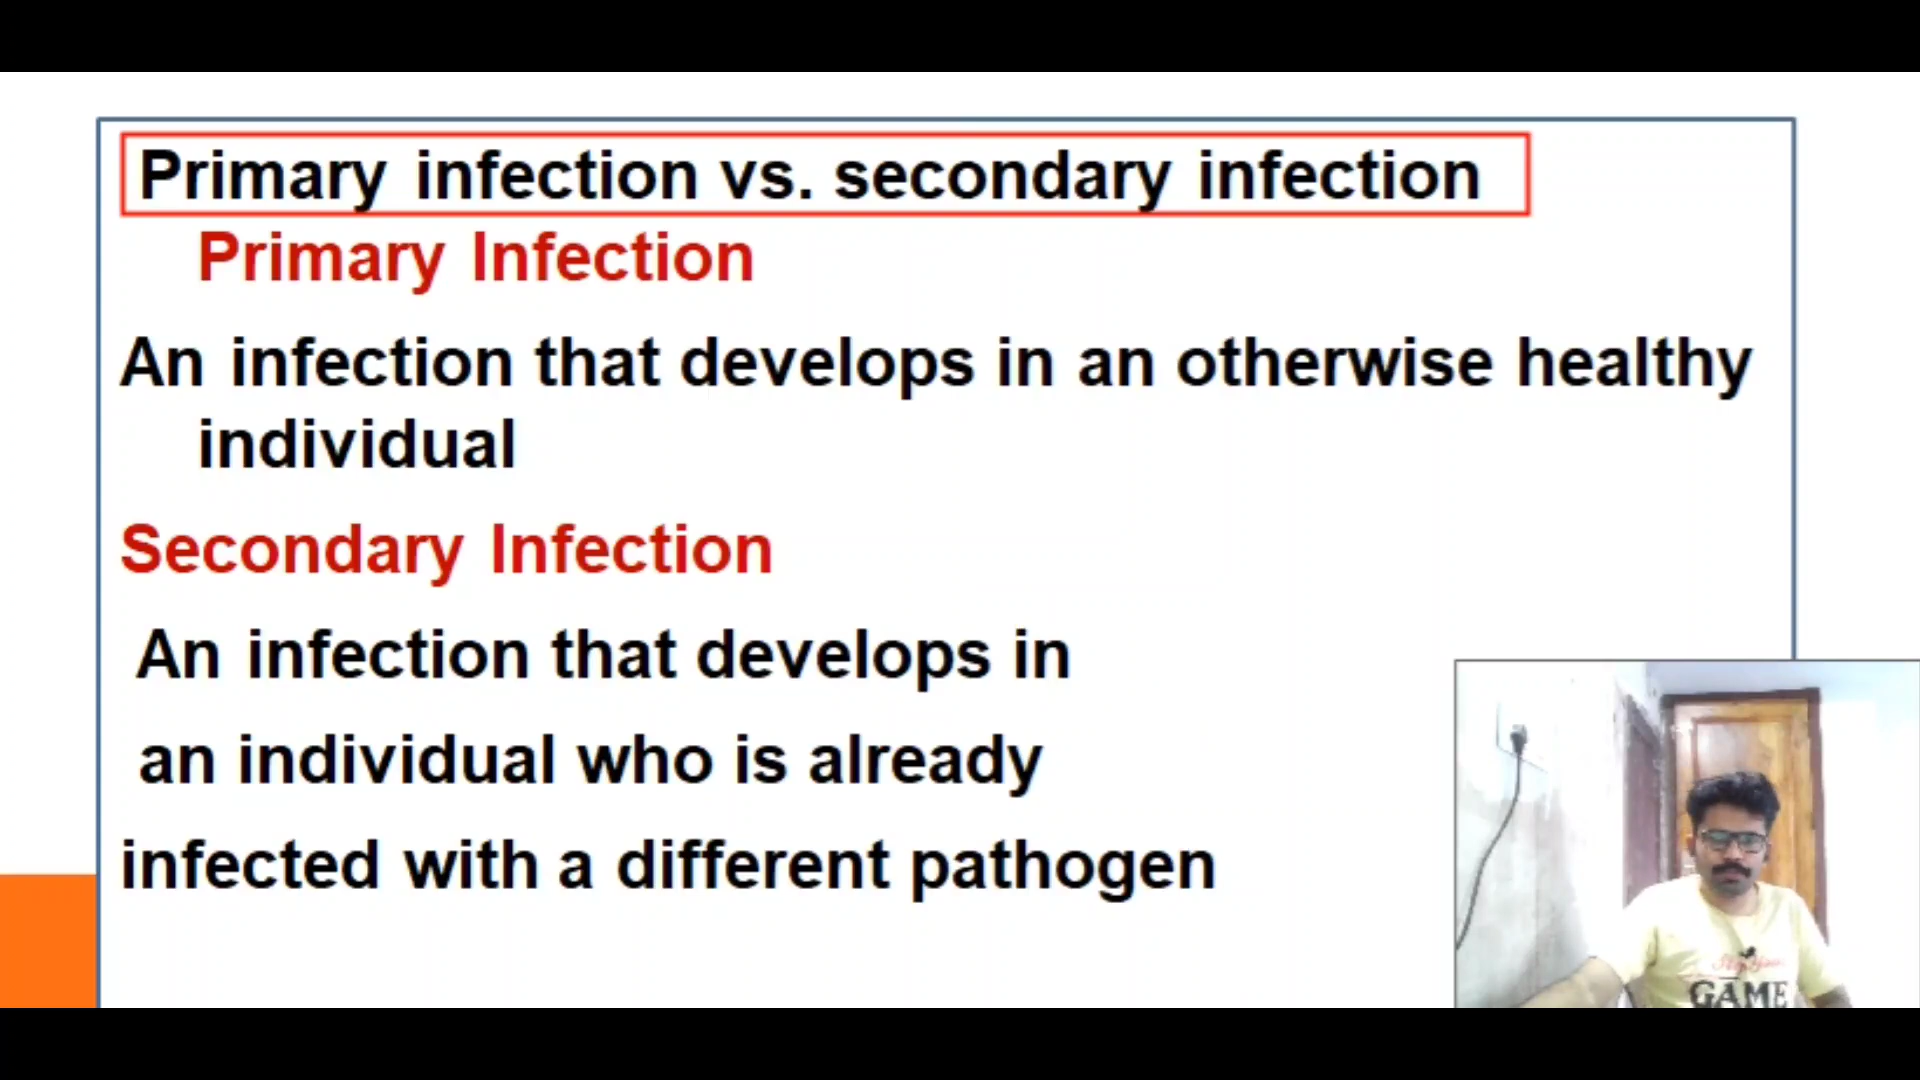 Primary infection vs. secondary infection
Primary Infection
An infection that develops in an otherwise healthy
individual
Secondary Infection
An infection that develops in
an individual who is already
infected with a different pathogen
GAME